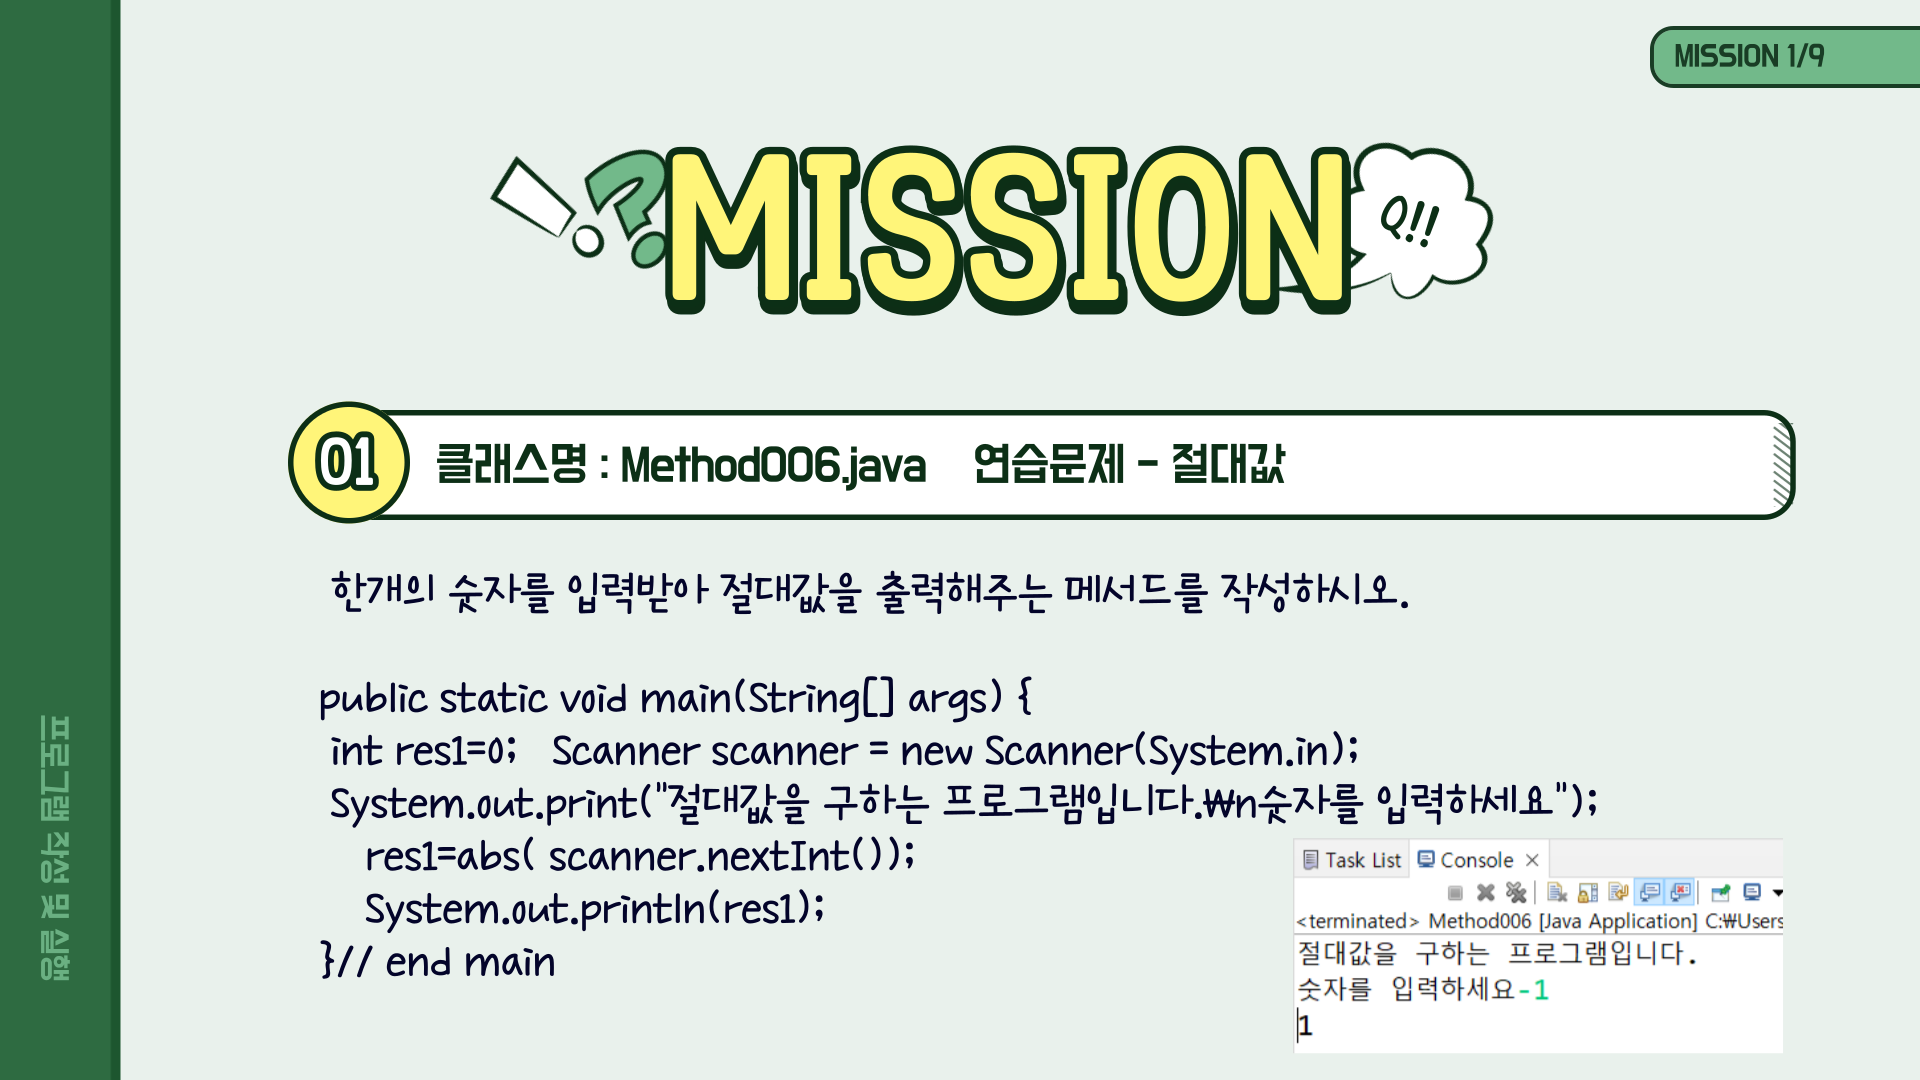 MISSION 1/9
MISSION
Q!!
01
클래스명 : Method006.java 연습문제 - 절대값
한개의 숫자를 입력받아 절대값을 출력해주는 메서드를 작성하시오.
public static void main(String[] args) {
int res1=0; Scanner scanner = new Scanner(System.in);
System.out.print("절대값을 구하는 프로그램입니다.₩n숫자를 입력하세요");
res1=abs( scanner.nextInt());
System.out.println(res1);
}// end main
Task List Console
<terminated> Method006 [Java Application] C:₩Users
절대값을 구하는 프로그램입니다.
숫자를 입력하세요-1
1
프로그램 작성 및 실행